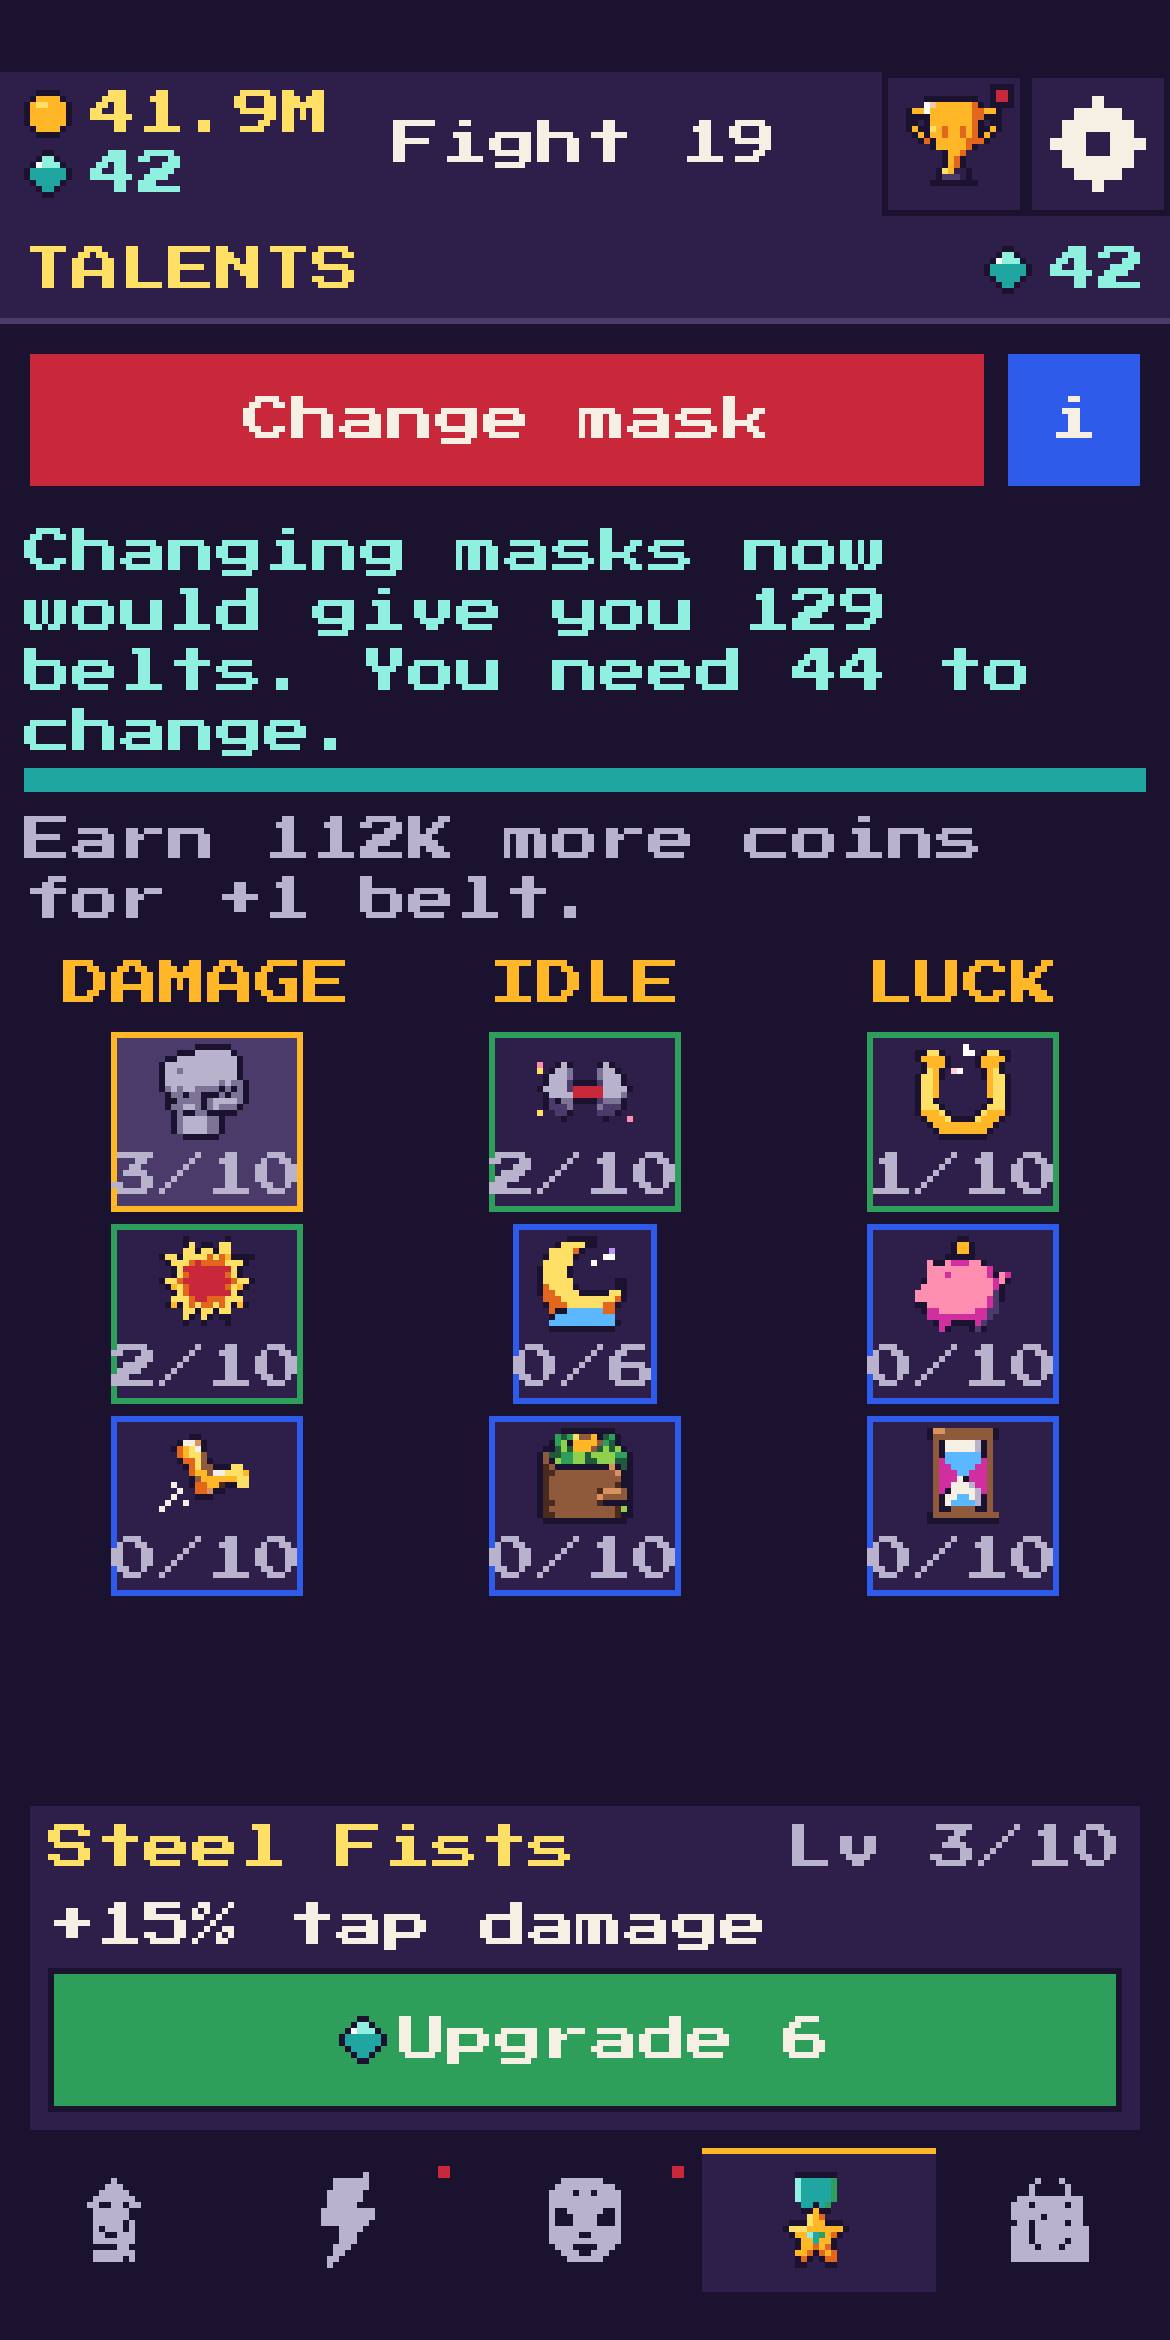 41.9M
42
Fight 19
TALENTS
42
Change mask
i
Changing masks now
would give you 129
belts. You need 44 to
change.
Earn 112K more coins
for +1 belt.
DAMAGE IDLE LUCK
3/10 2/10 1/10
2/10 0/6 0/10
0/10 0/10 0/10
Steel Fists Lv 3/10
+15% tap damage
Upgrade 6